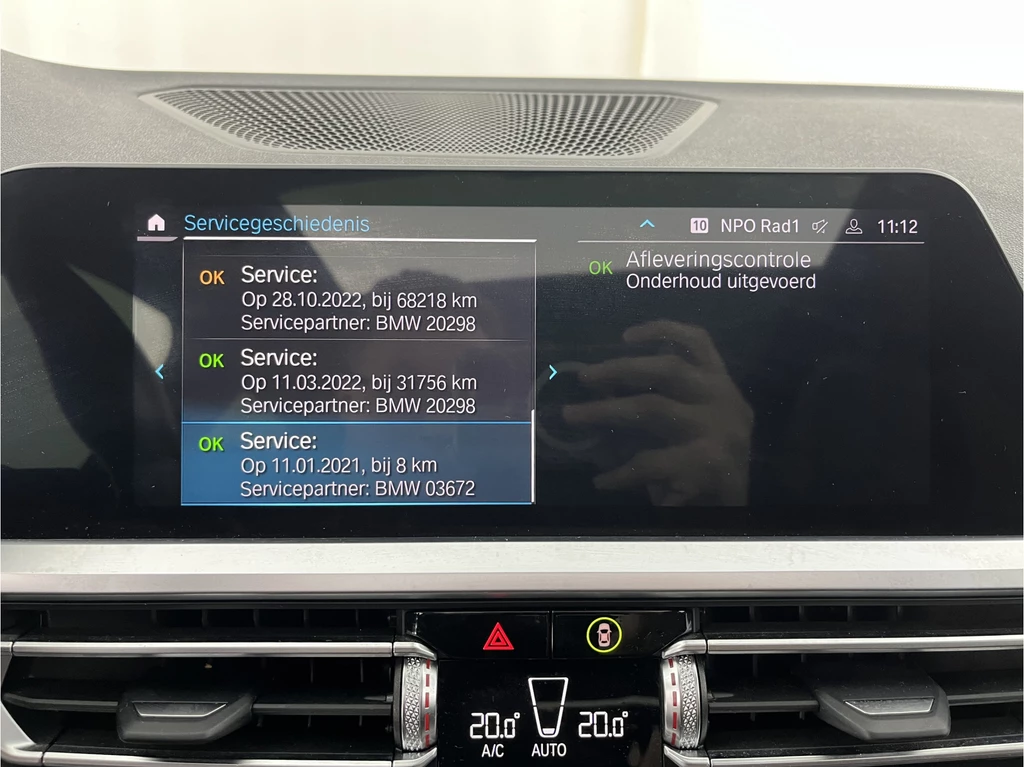 Servicegeschiedenis
10 NPO Rad1 11:12
OK Service:
Op 28.10.2022, bij 68218 km
Servicepartner: BMW 20298
OK Service:
Op 11.03.2022, bij 31756 km
Servicepartner: BMW 20298
OK Service:
Op 11.01.2021, bij 8 km
Servicepartner: BMW 03672
OK Afleveringscontrole
Onderhoud uitgevoerd
20.0° 20.0°
A/C AUTO